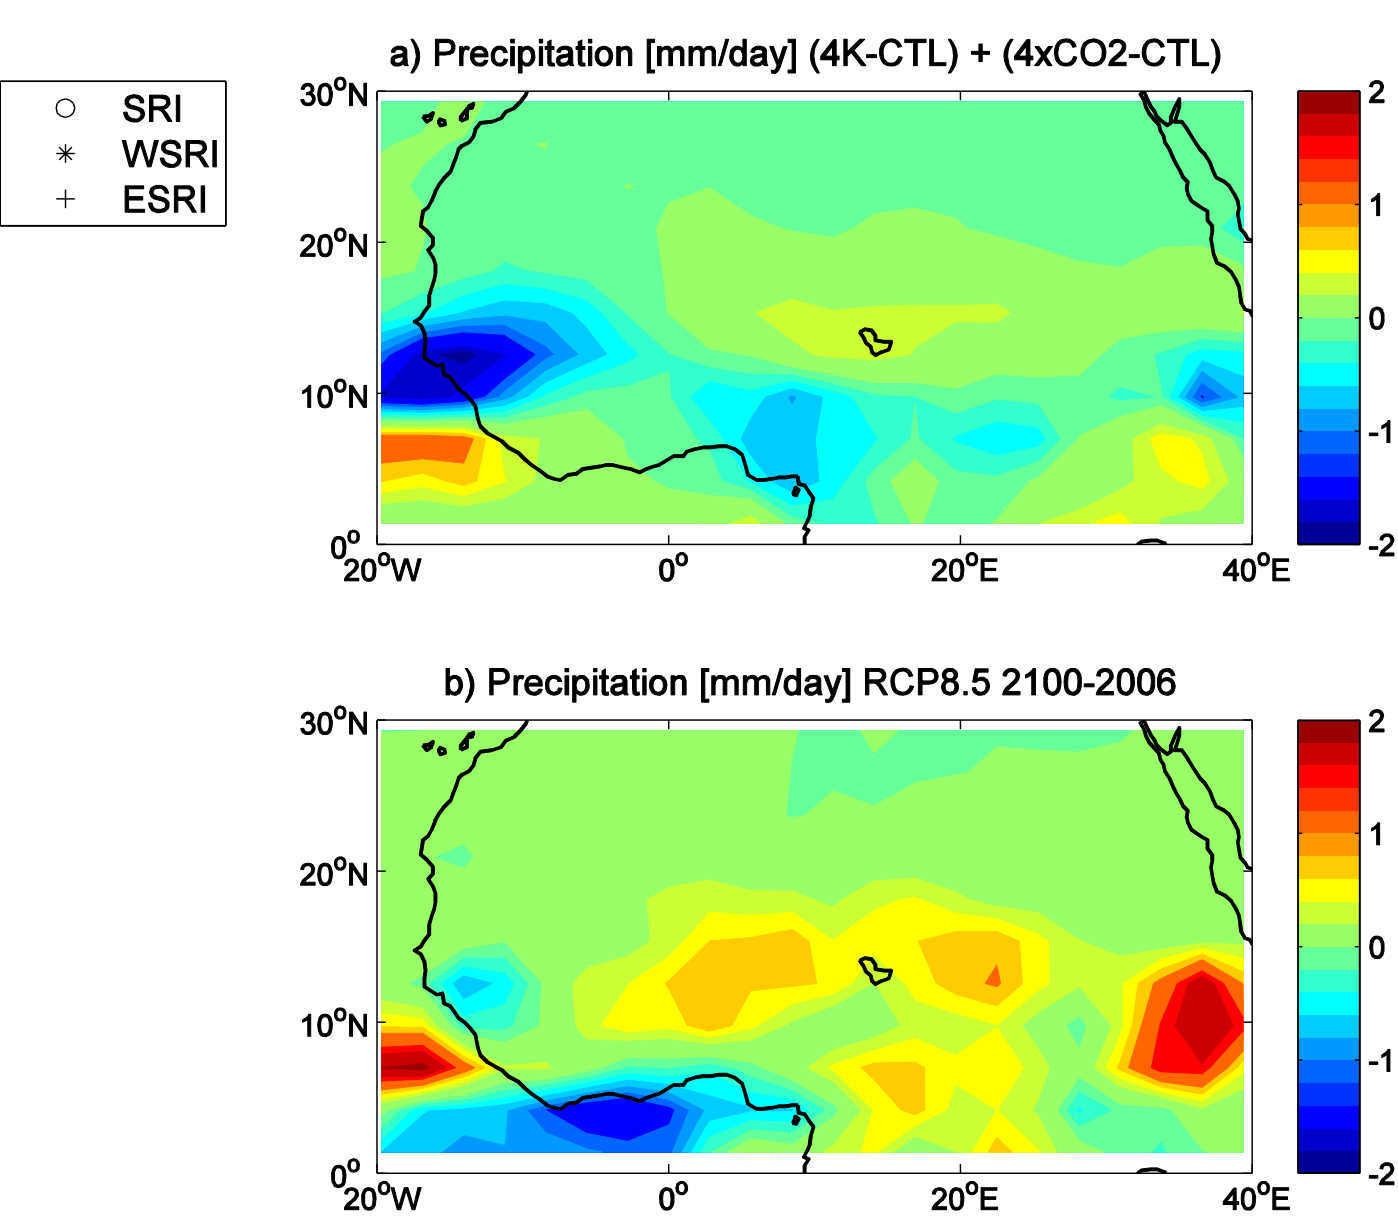 a) Precipitation [mm/day] (4K-CTL) + (4xCO2-CTL)
SRI
WSRI
ESRI
30°N
20°N
10°N
0°
20°W 0° 20°E 40°E
2
1
0
-1
-2
b) Precipitation [mm/day] RCP8.5 2100-2006
30°N
20°N
10°N
0°
20°W 0° 20°E 40°E
2
1
0
-1
-2